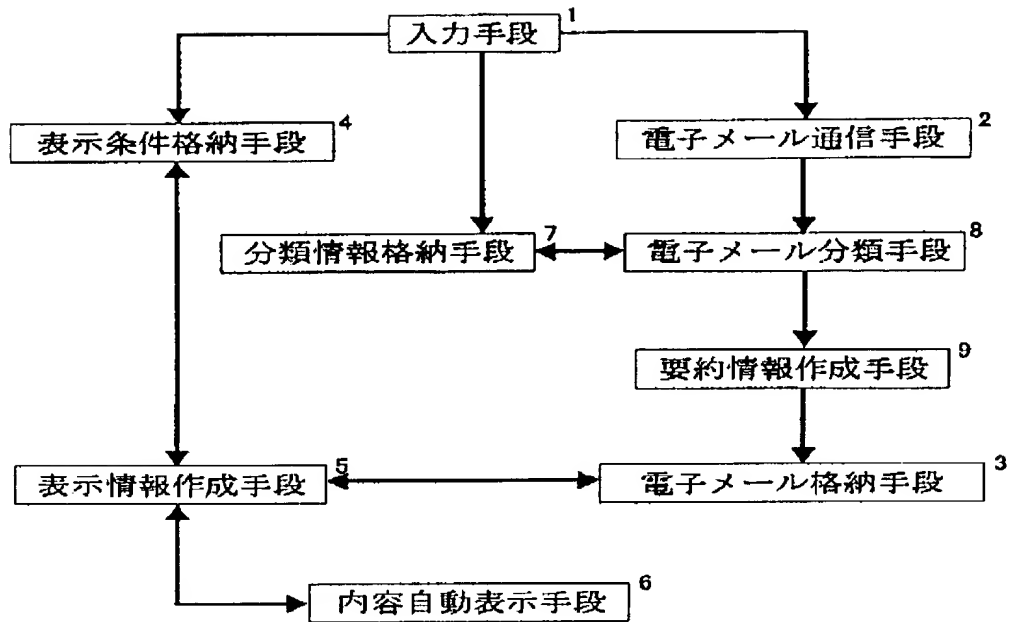 入力手段 1
表示条件格納手段 4
電子メール通信手段 2
分類情報格納手段 7
電子メール分類手段 8
要約情報作成手段 9
表示情報作成手段 5
電子メール格納手段 3
内容自動表示手段 6